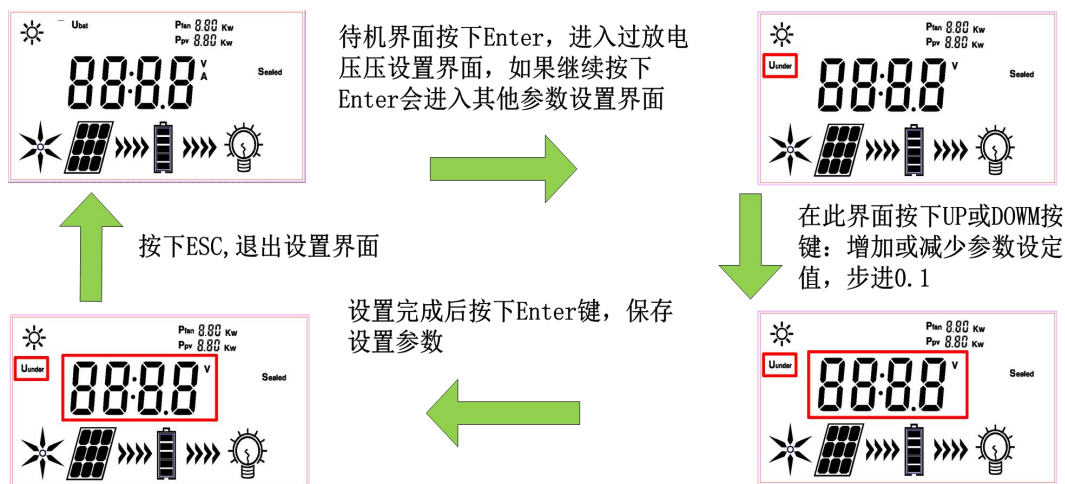 Ubat
Pfan 8.80 Kw
Ppv 8.80 Kw
88:8.8 V
A
Sealed
待机界面按下Enter，进入过放电
压压设置界面，如果继续按下
Enter会进入其他参数设置界面
Pfan 8.80 Kw
Ppv 8.80 Kw
Uunder
88:8.8 V
Sealed
在此界面按下UP或DOWM按
键：增加或减少参数设定
值，步进0.1
按下ESC,退出设置界面
设置完成后按下Enter键，保存
设置参数
Pfan 8.80 Kw
Ppv 8.80 Kw
Uunder
88:8.8 V
Sealed
Pfan 8.80 Kw
Ppv 8.80 Kw
Uunder
88:8.8 V
Sealed